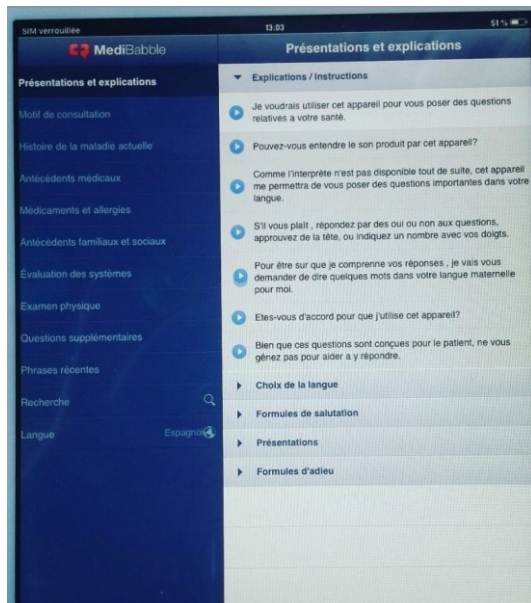 SIM verrouillée
13:03
51 %
MediBabble
Présentations et explications
Présentations et explications
Motif de consultation
Histoire de la maladie actuelle
Antécédents médicaux
Médicaments et allergies
Antécédents familiaux et sociaux
Évaluation des systèmes
Examen physique
Questions supplémentaires
Phrases récentes
Recherche
Langue
Espagnol
Explications / Instructions
Je voudrais utiliser cet appareil pour vous poser des questions
relatives a votre santé.
Pouvez-vous entendre le son produit par cet appareil?
Comme l'interprète n'est pas disponible tout de suite, cet appareil
me permettra de vous poser des questions importantes dans votre
langue.
S'il vous plaît , répondez par des oui ou non aux questions,
approuvez de la tête, ou indiquez un nombre avec vos doigts.
Pour être sur que je comprenne vos réponses , je vais vous
demander de dire quelques mots dans votre langue maternelle
pour moi.
Etes-vous d'accord pour que j'utilise cet appareil?
Bien que ces questions sont conçues pour le patient, ne vous
gênez pas pour aider a y répondre.
Choix de la langue
Formules de salutation
Présentations
Formules d'adieu